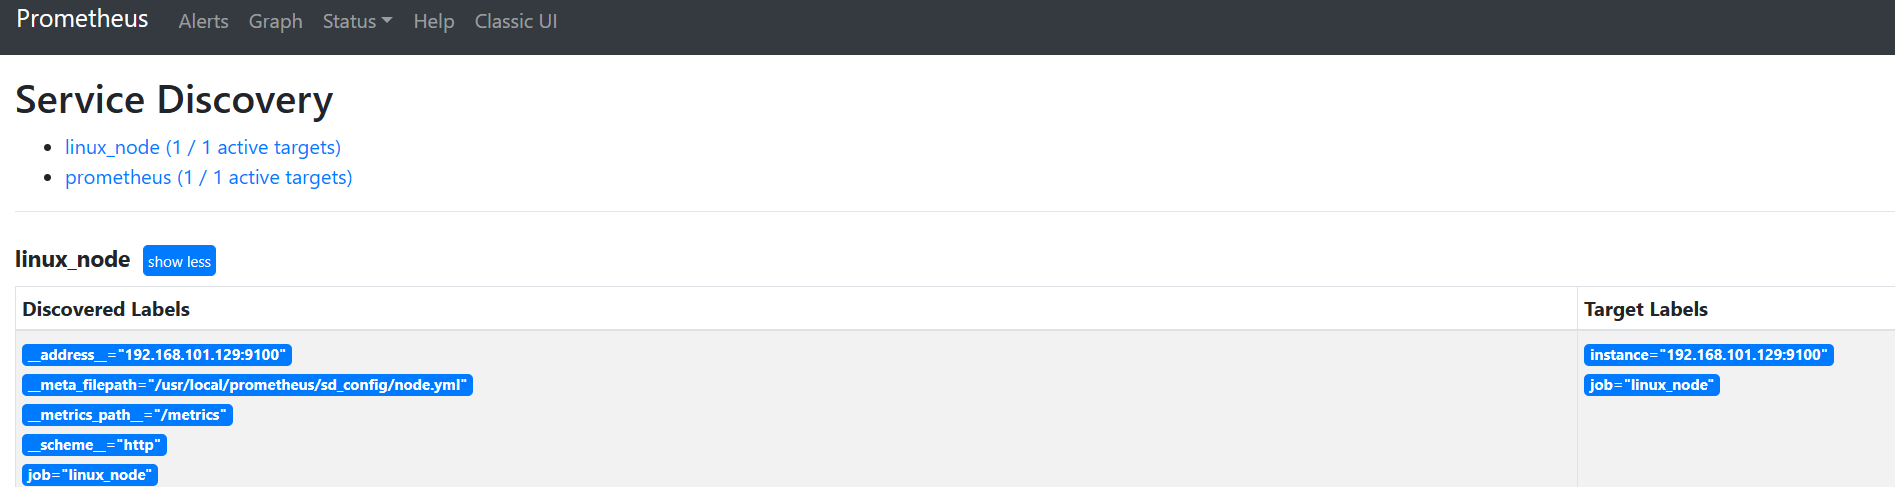 Prometheus Alerts Graph Status Help Classic UI
Service Discovery
linux_node (1 / 1 active targets)
prometheus (1 / 1 active targets)
linux_node show less
Discovered Labels Target Labels
__address__="192.168.101.129:9100" instance="192.168.101.129:9100"
__meta_filepath="/usr/local/prometheus/sd_config/node.yml" job="linux_node"
__metrics_path__="/metrics"
__scheme__="http"
job="linux_node"